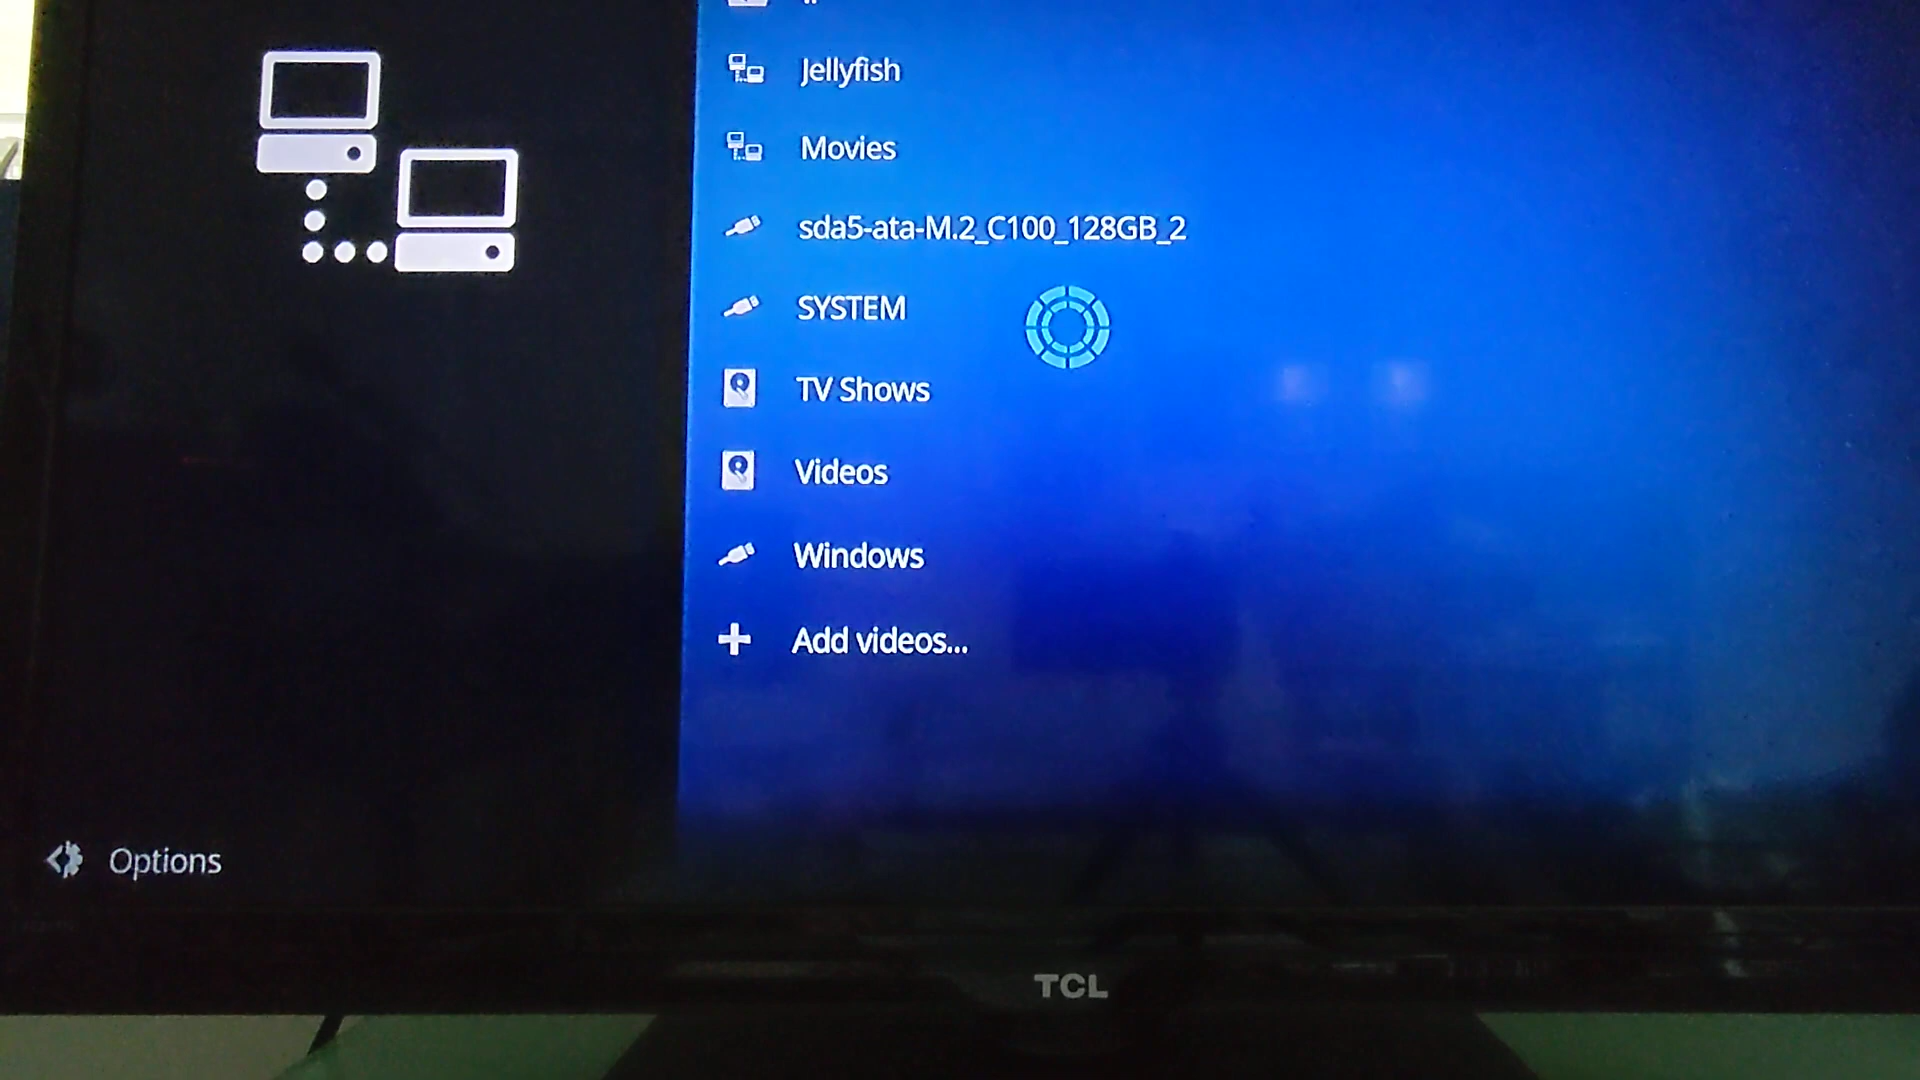 Jellyfish
Movies
sda5-ata-M.2_C100_128GB_2
SYSTEM
TV Shows
Videos
Windows
Add videos...
Options
TCL